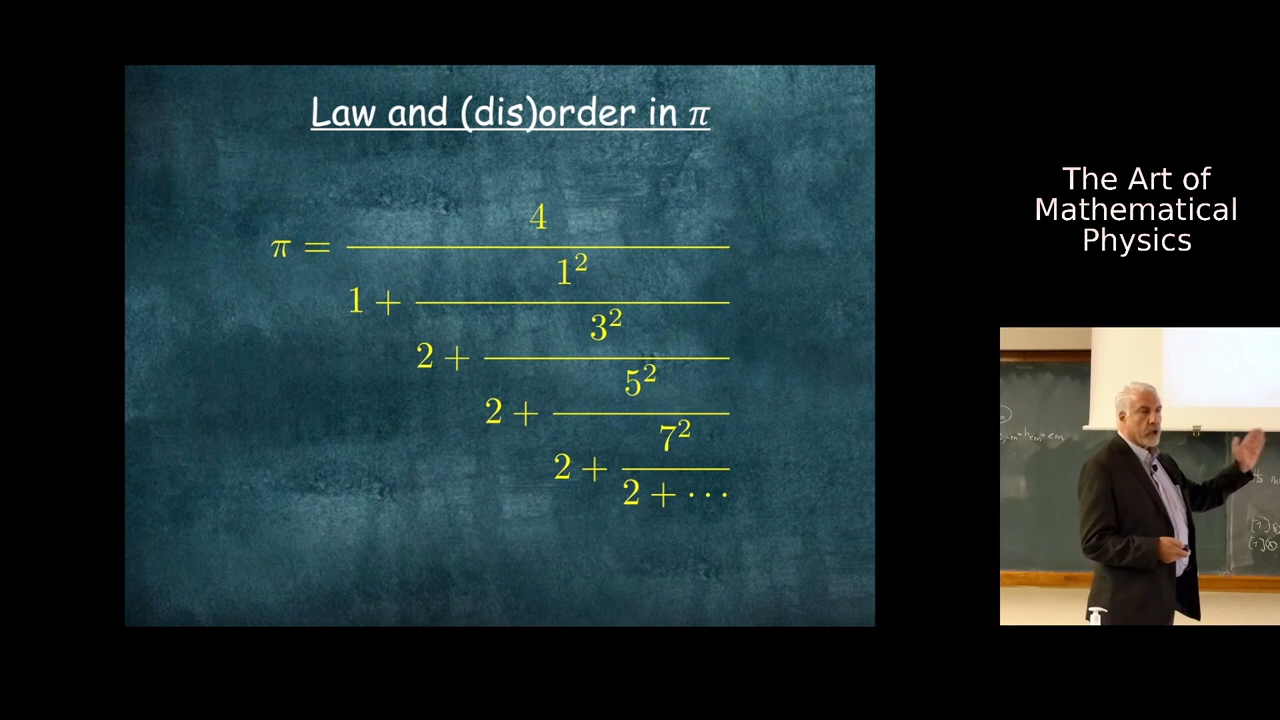 Law and (dis)order in π
4
π =
1²
1 +
3²
2 +
5²
2 +
7²
2 +
2 + ···
The Art of
Mathematical
Physics